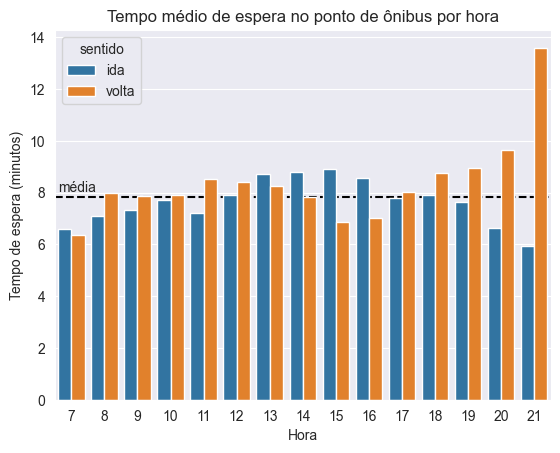 Tempo médio de espera no ponto de ônibus por hora
14
12
10
8
6
4
2
0
Tempo de espera (minutos)
sentido
ida
volta
média
7 8 9 10 11 12 13 14 15 16 17 18 19 20 21
Hora